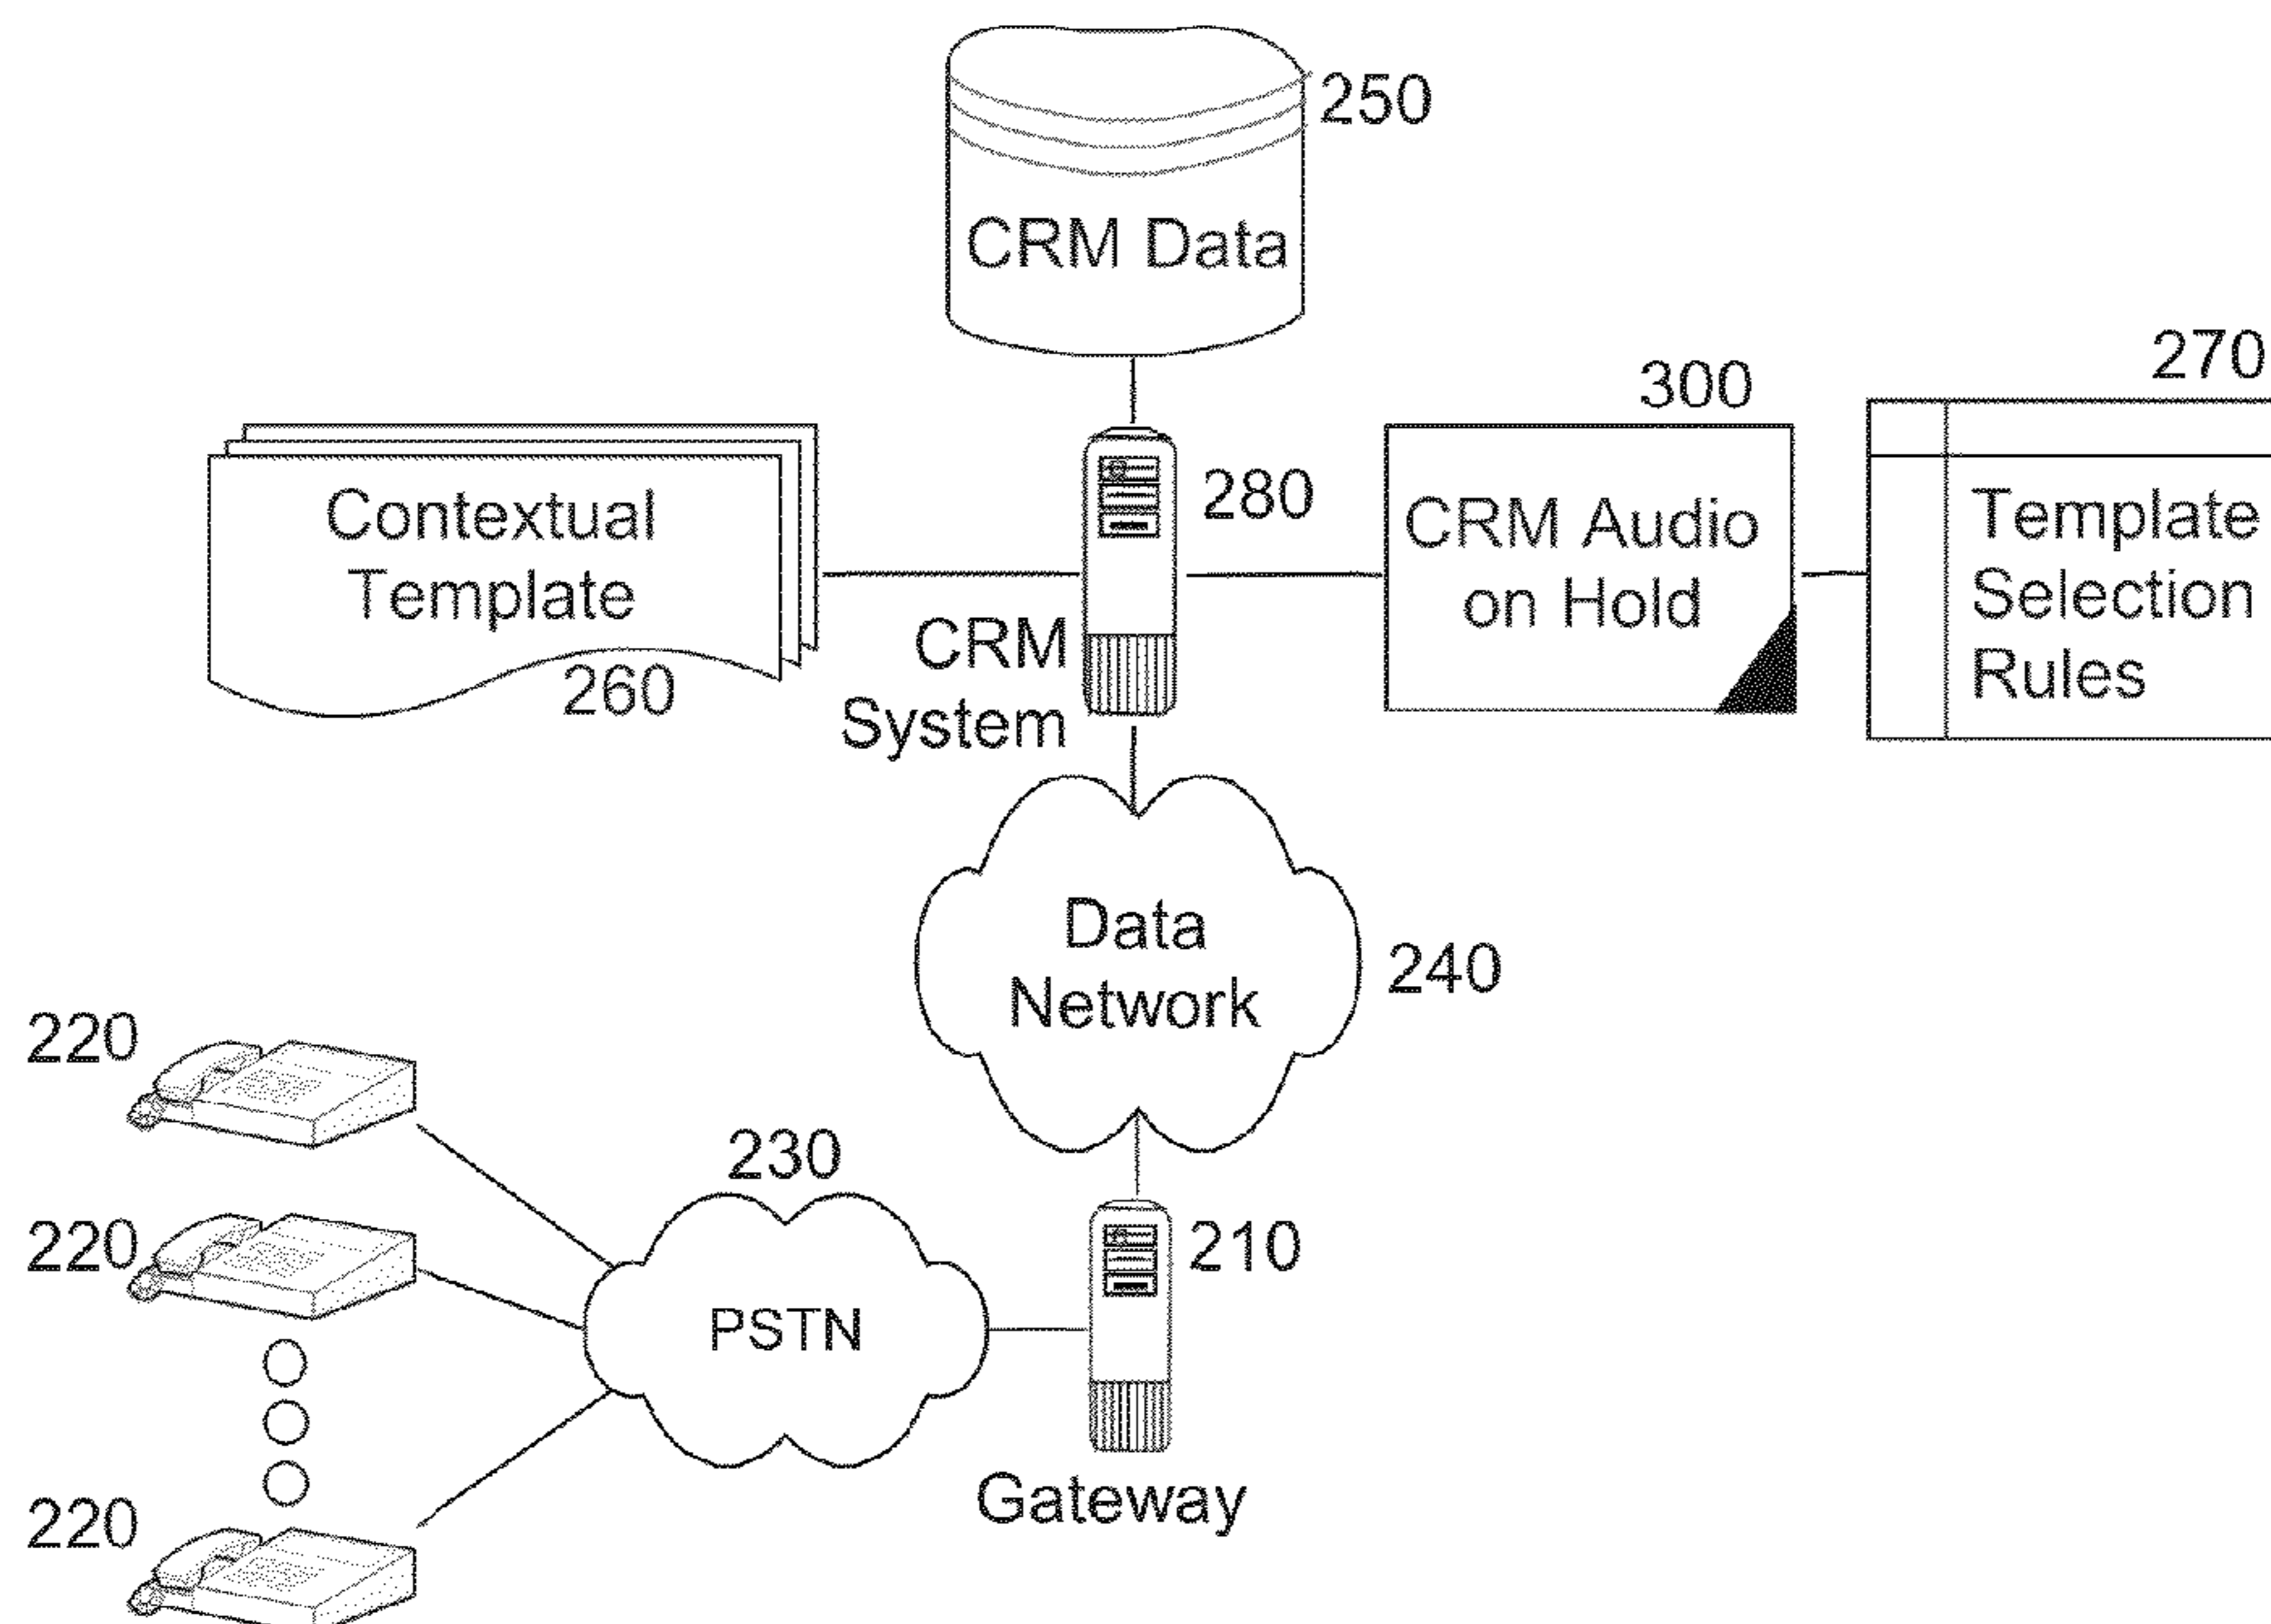 250
CRM Data
270
300
Contextual
Template
260
280
CRM
System
CRM Audio
on Hold
Template
Selection
Rules
Data
Network
240
220
230
220
PSTN
210
220
Gateway